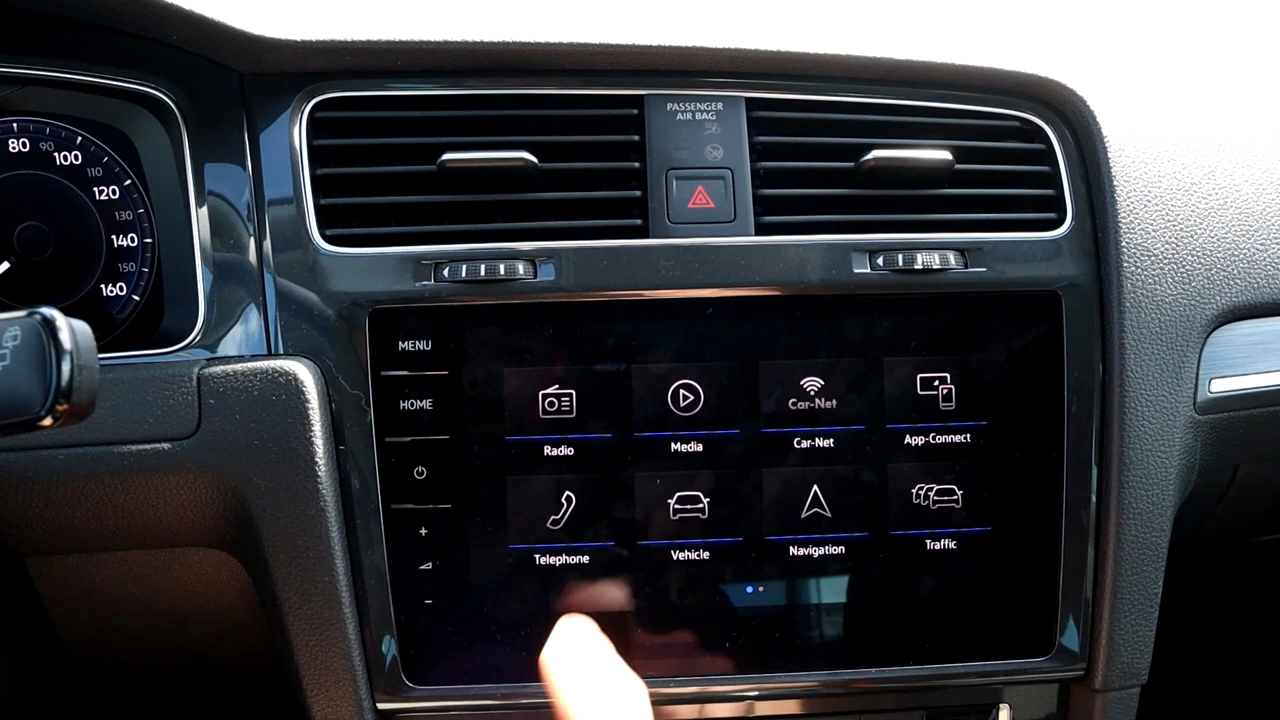 80
90
100
110
120
130
140
150
160
PASSENGER
AIR BAG
MENU
HOME
+
-
Car-Net
Radio
Media
Car-Net
App-Connect
Telephone
Vehicle
Navigation
Traffic